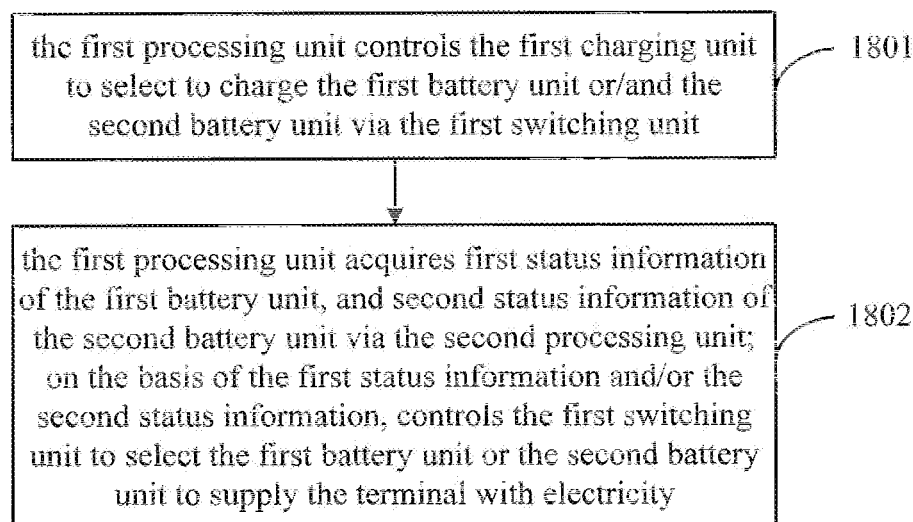 the first processing unit controls the first charging unit
to select to charge the first battery unit or/and the
second battery unit via the first switching unit
1801
the first processing unit acquires first status information
of the first battery unit, and second status information of
the second battery unit via the second processing unit;
on the basis of the first status information and/or the
second status information, controls the first switching
unit to select the first battery unit or the second battery
unit to supply the terminal with electricity
1802